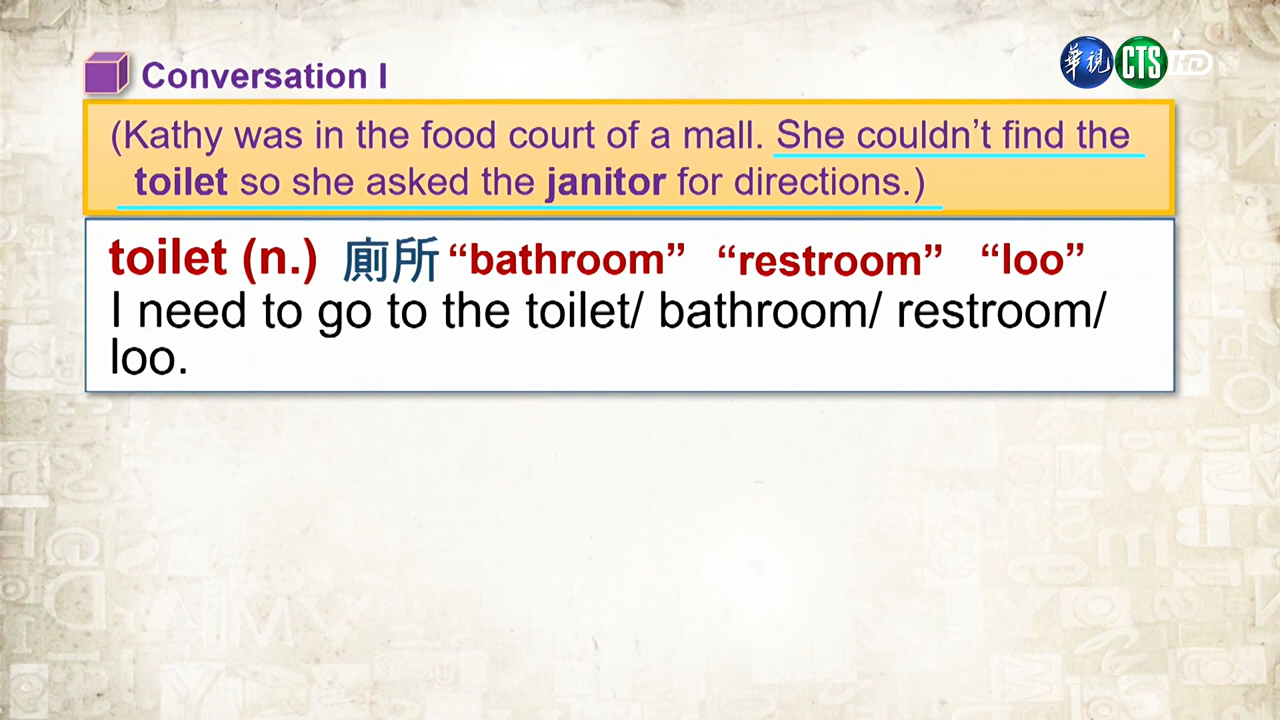 華視 CTS HD
Conversation I
(Kathy was in the food court of a mall. She couldn’t find the
toilet so she asked the janitor for directions.)
toilet (n.) 廁所 “bathroom” “restroom” “loo”
I need to go to the toilet/ bathroom/ restroom/
loo.